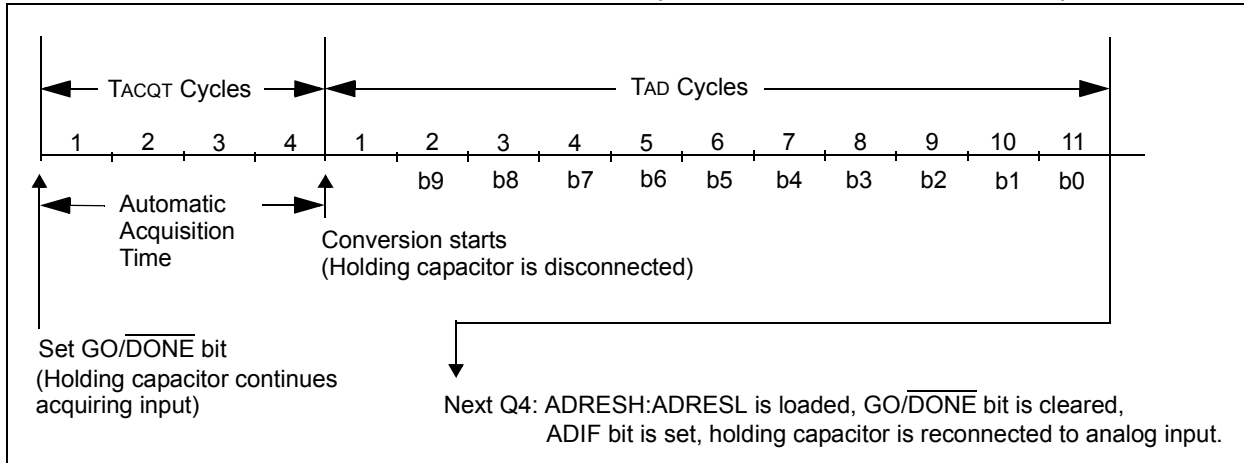 TACQT Cycles TAD Cycles
1 2 3 4 1 2 3 4 5 6 7 8 9 10 11
b9 b8 b7 b6 b5 b4 b3 b2 b1 b0
Automatic
Acquisition
Time
Conversion starts
(Holding capacitor is disconnected)
Set GO/DONE bit
(Holding capacitor continues
acquiring input)
Next Q4: ADRESH:ADRESL is loaded, GO/DONE bit is cleared,
ADIF bit is set, holding capacitor is reconnected to analog input.